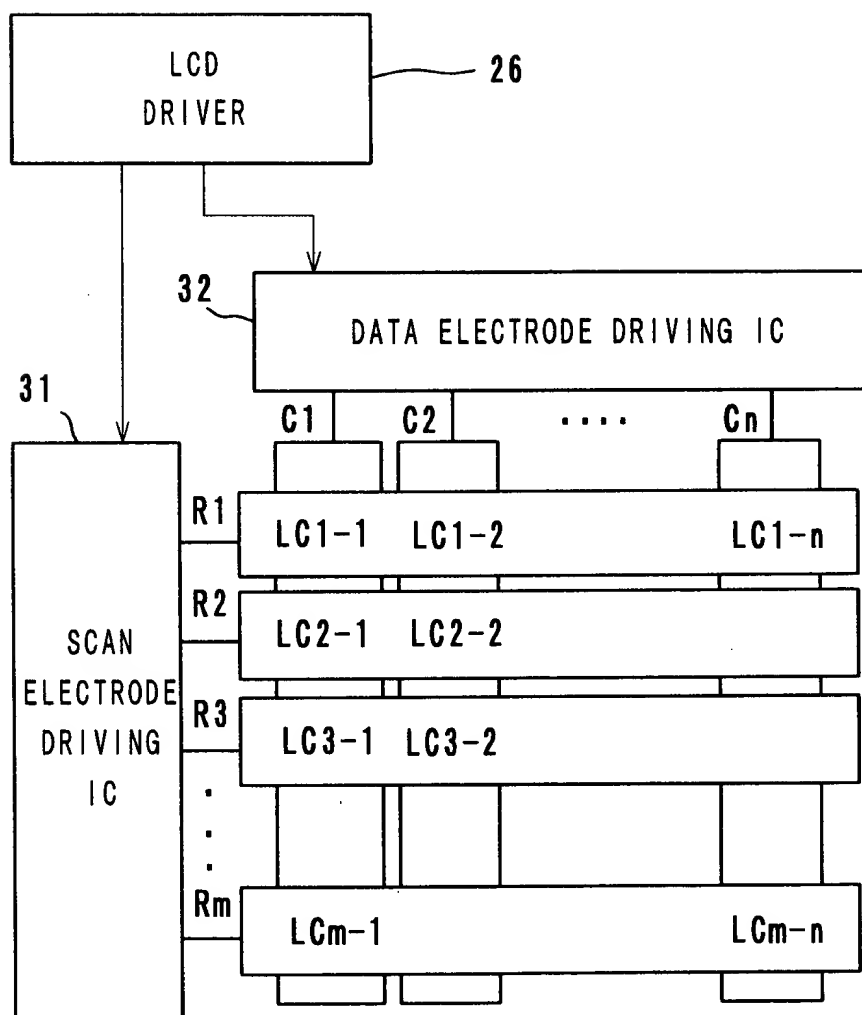 LCD
DRIVER
26
32
DATA ELECTRODE DRIVING IC
31
C1 C2 .... Cn
R1
LC1-1 LC1-2 LC1-n
R2
LC2-1 LC2-2
SCAN
ELECTRODE
DRIVING
IC
R3
LC3-1 LC3-2
.
.
.
Rm
LCm-1 LCm-n